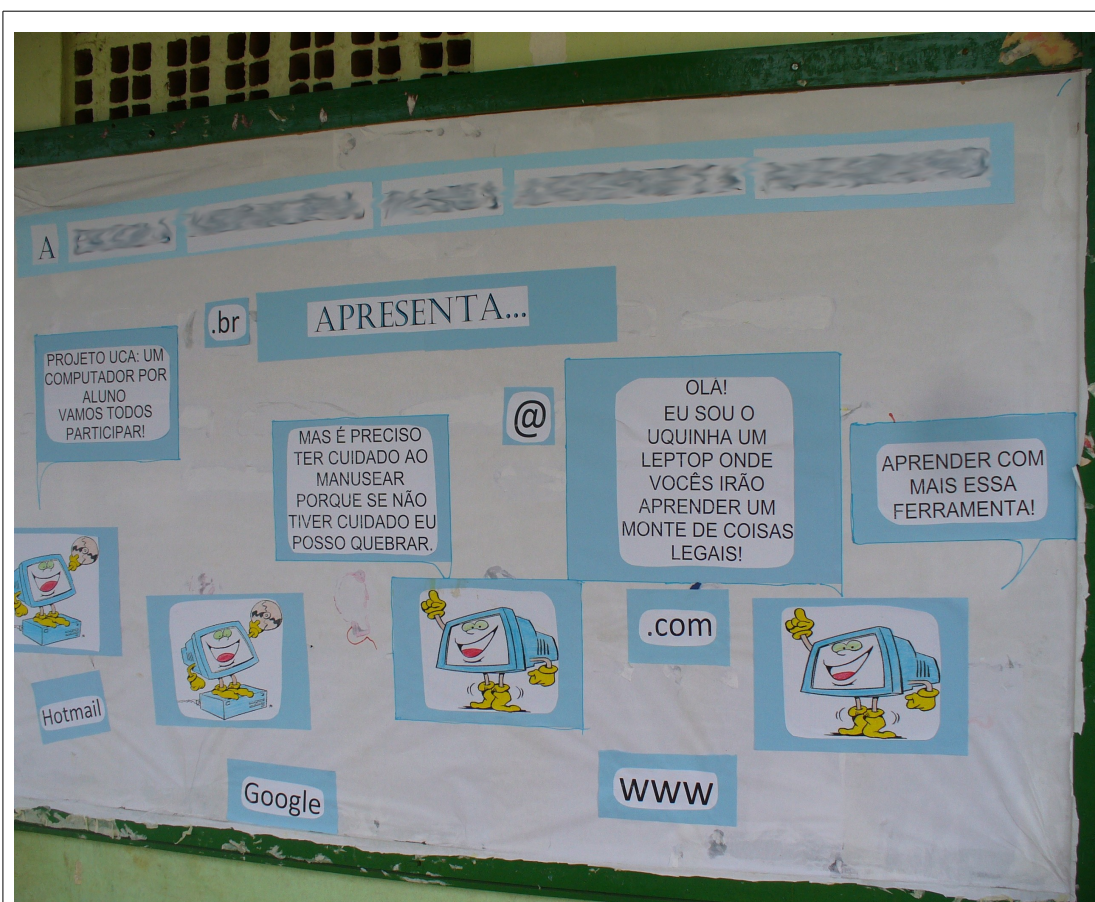 A
.br
APRESENTA...
PROJETO UCA: UM
COMPUTADOR POR
ALUNO
VAMOS TODOS
PARTICIPAR!
MAS É PRECISO
TER CUIDADO AO
MANUSEAR
PORQUE SE NÃO
TIVER CUIDADO EU
POSSO QUEBRAR.
@
OLÁ!
EU SOU O
UQUINHA UM
LEPTOP ONDE
VOCÊS IRÃO
APRENDER UM
MONTE DE COISAS
LEGAIS!
APRENDER COM
MAIS ESSA
FERRAMENTA!
.com
Hotmail
Google
WWW